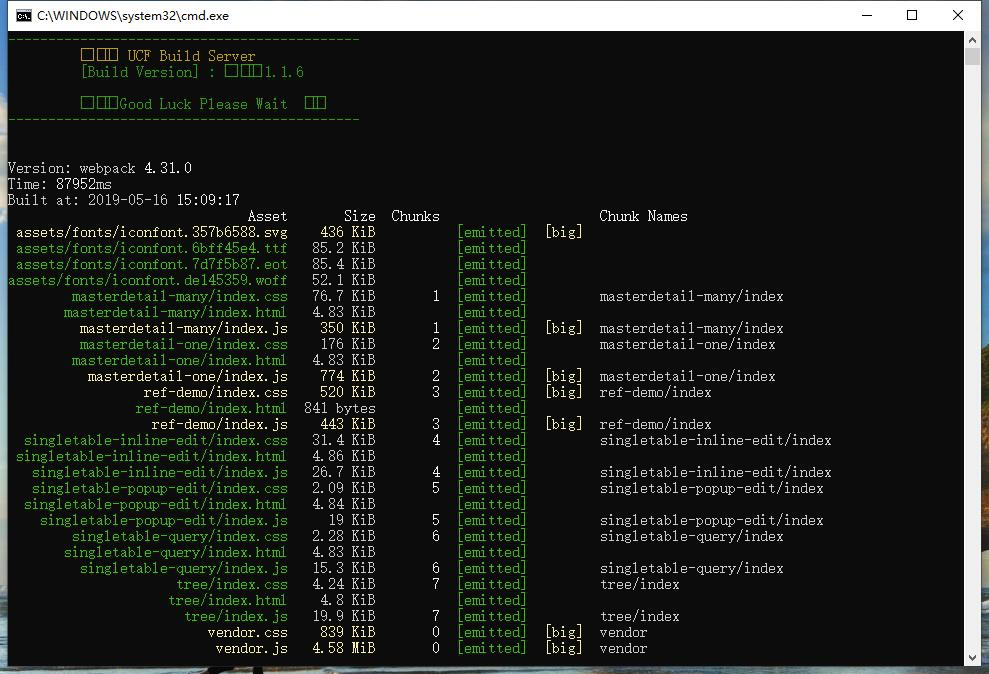 C:\WINDOWS\system32\cmd.exe
--------------------------------------------
UCF Build Server
[Build Version] : 1.1.6
Good Luck Please Wait
--------------------------------------------
Version: webpack 4.31.0
Time: 87952ms
Built at: 2019-05-16 15:09:17
Asset Size Chunks Chunk Names
assets/fonts/iconfont.357b6588.svg 436 KiB [emitted] [big]
assets/fonts/iconfont.6bff45e4.ttf 85.2 KiB [emitted]
assets/fonts/iconfont.7d7f5b87.eot 85.4 KiB [emitted]
assets/fonts/iconfont.de145359.woff 52.1 KiB [emitted]
masterdetail-many/index.css 76.7 KiB 1 [emitted] masterdetail-many/index
masterdetail-many/index.html 4.83 KiB [emitted]
masterdetail-many/index.js 350 KiB 1 [emitted] [big] masterdetail-many/index
masterdetail-one/index.css 176 KiB 2 [emitted] masterdetail-one/index
masterdetail-one/index.html 4.83 KiB [emitted]
masterdetail-one/index.js 774 KiB 2 [emitted] [big] masterdetail-one/index
ref-demo/index.css 520 KiB 3 [emitted] [big] ref-demo/index
ref-demo/index.html 841 bytes [emitted]
ref-demo/index.js 443 KiB 3 [emitted] [big] ref-demo/index
singletable-inline-edit/index.css 31.4 KiB 4 [emitted] singletable-inline-edit/index
singletable-inline-edit/index.html 4.86 KiB [emitted]
singletable-inline-edit/index.js 26.7 KiB 4 [emitted] singletable-inline-edit/index
singletable-popup-edit/index.css 2.09 KiB 5 [emitted] singletable-popup-edit/index
singletable-popup-edit/index.html 4.84 KiB [emitted]
singletable-popup-edit/index.js 19 KiB 5 [emitted] singletable-popup-edit/index
singletable-query/index.css 2.28 KiB 6 [emitted] singletable-query/index
singletable-query/index.html 4.83 KiB [emitted]
singletable-query/index.js 15.3 KiB 6 [emitted] singletable-query/index
tree/index.css 4.24 KiB 7 [emitted] tree/index
tree/index.html 4.8 KiB [emitted]
tree/index.js 19.9 KiB 7 [emitted] tree/index
vendor.css 839 KiB 0 [emitted] [big] vendor
vendor.js 4.58 MiB 0 [emitted] [big] vendor